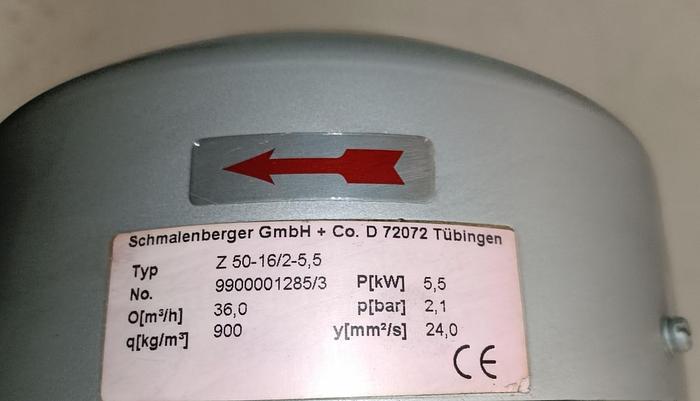 Schmalenberger GmbH + Co. D 72072 Tübingen
Typ Z 50-16/2-5,5
No. 9900001285/3 P[kW] 5,5
O[m³/h] 36,0 p[bar] 2,1
q[kg/m³] 900 y[mm²/s] 24,0
CE